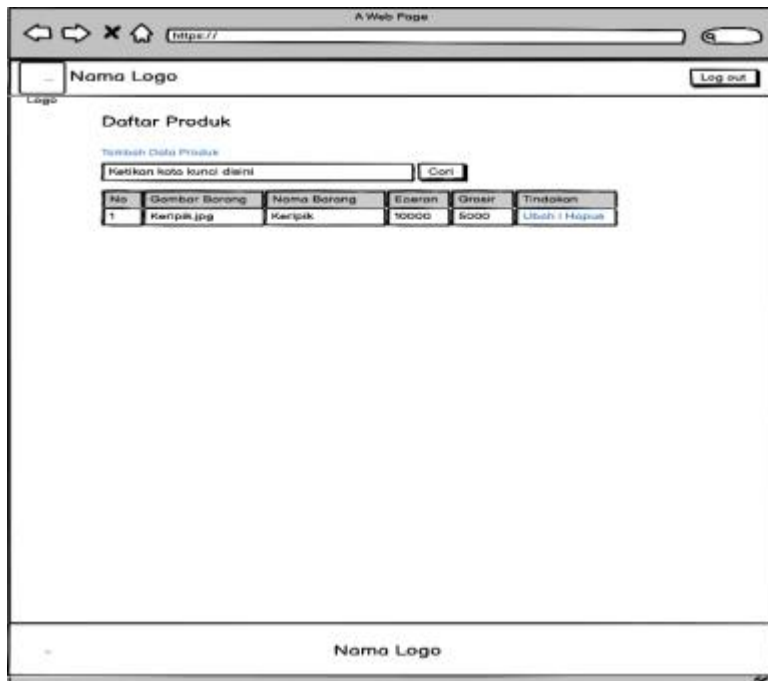 A Web Page
https://
Nama Logo
Log out
Logo
Daftar Produk
Tambah Data Produk
Ketikan kata kunci disini
Cari
No Gambar Barang Nama Barang Eceran Grosir Tindakan
1 Keripik.jpg Keripik 10000 5000 Ubah | Hapus
Nama Logo